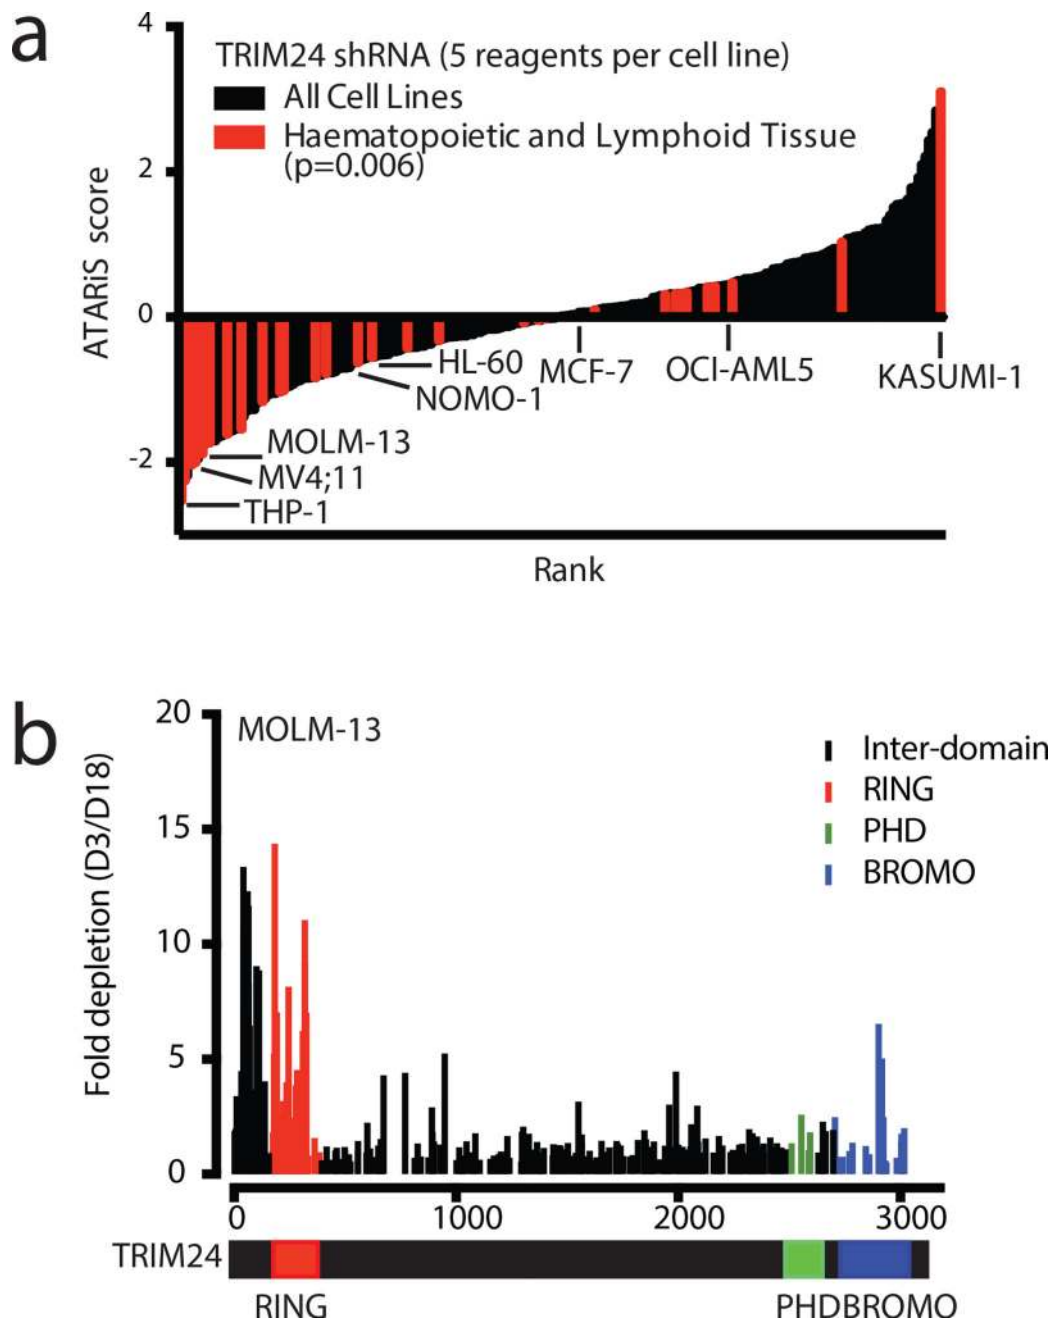 a
4
2
0
-2
ATARiS score
TRIM24 shRNA (5 reagents per cell line)
All Cell Lines
Haematopoietic and Lymphoid Tissue
(p=0.006)
HL-60
NOMO-1
MCF-7
OCI-AML5
KASUMI-1
MOLM-13
MV4;11
THP-1
Rank
b
20
15
10
5
0
Fold depletion (D3/D18)
MOLM-13
Inter-domain
RING
PHD
BROMO
0 1000 2000 3000
TRIM24
RING PHDBROMO